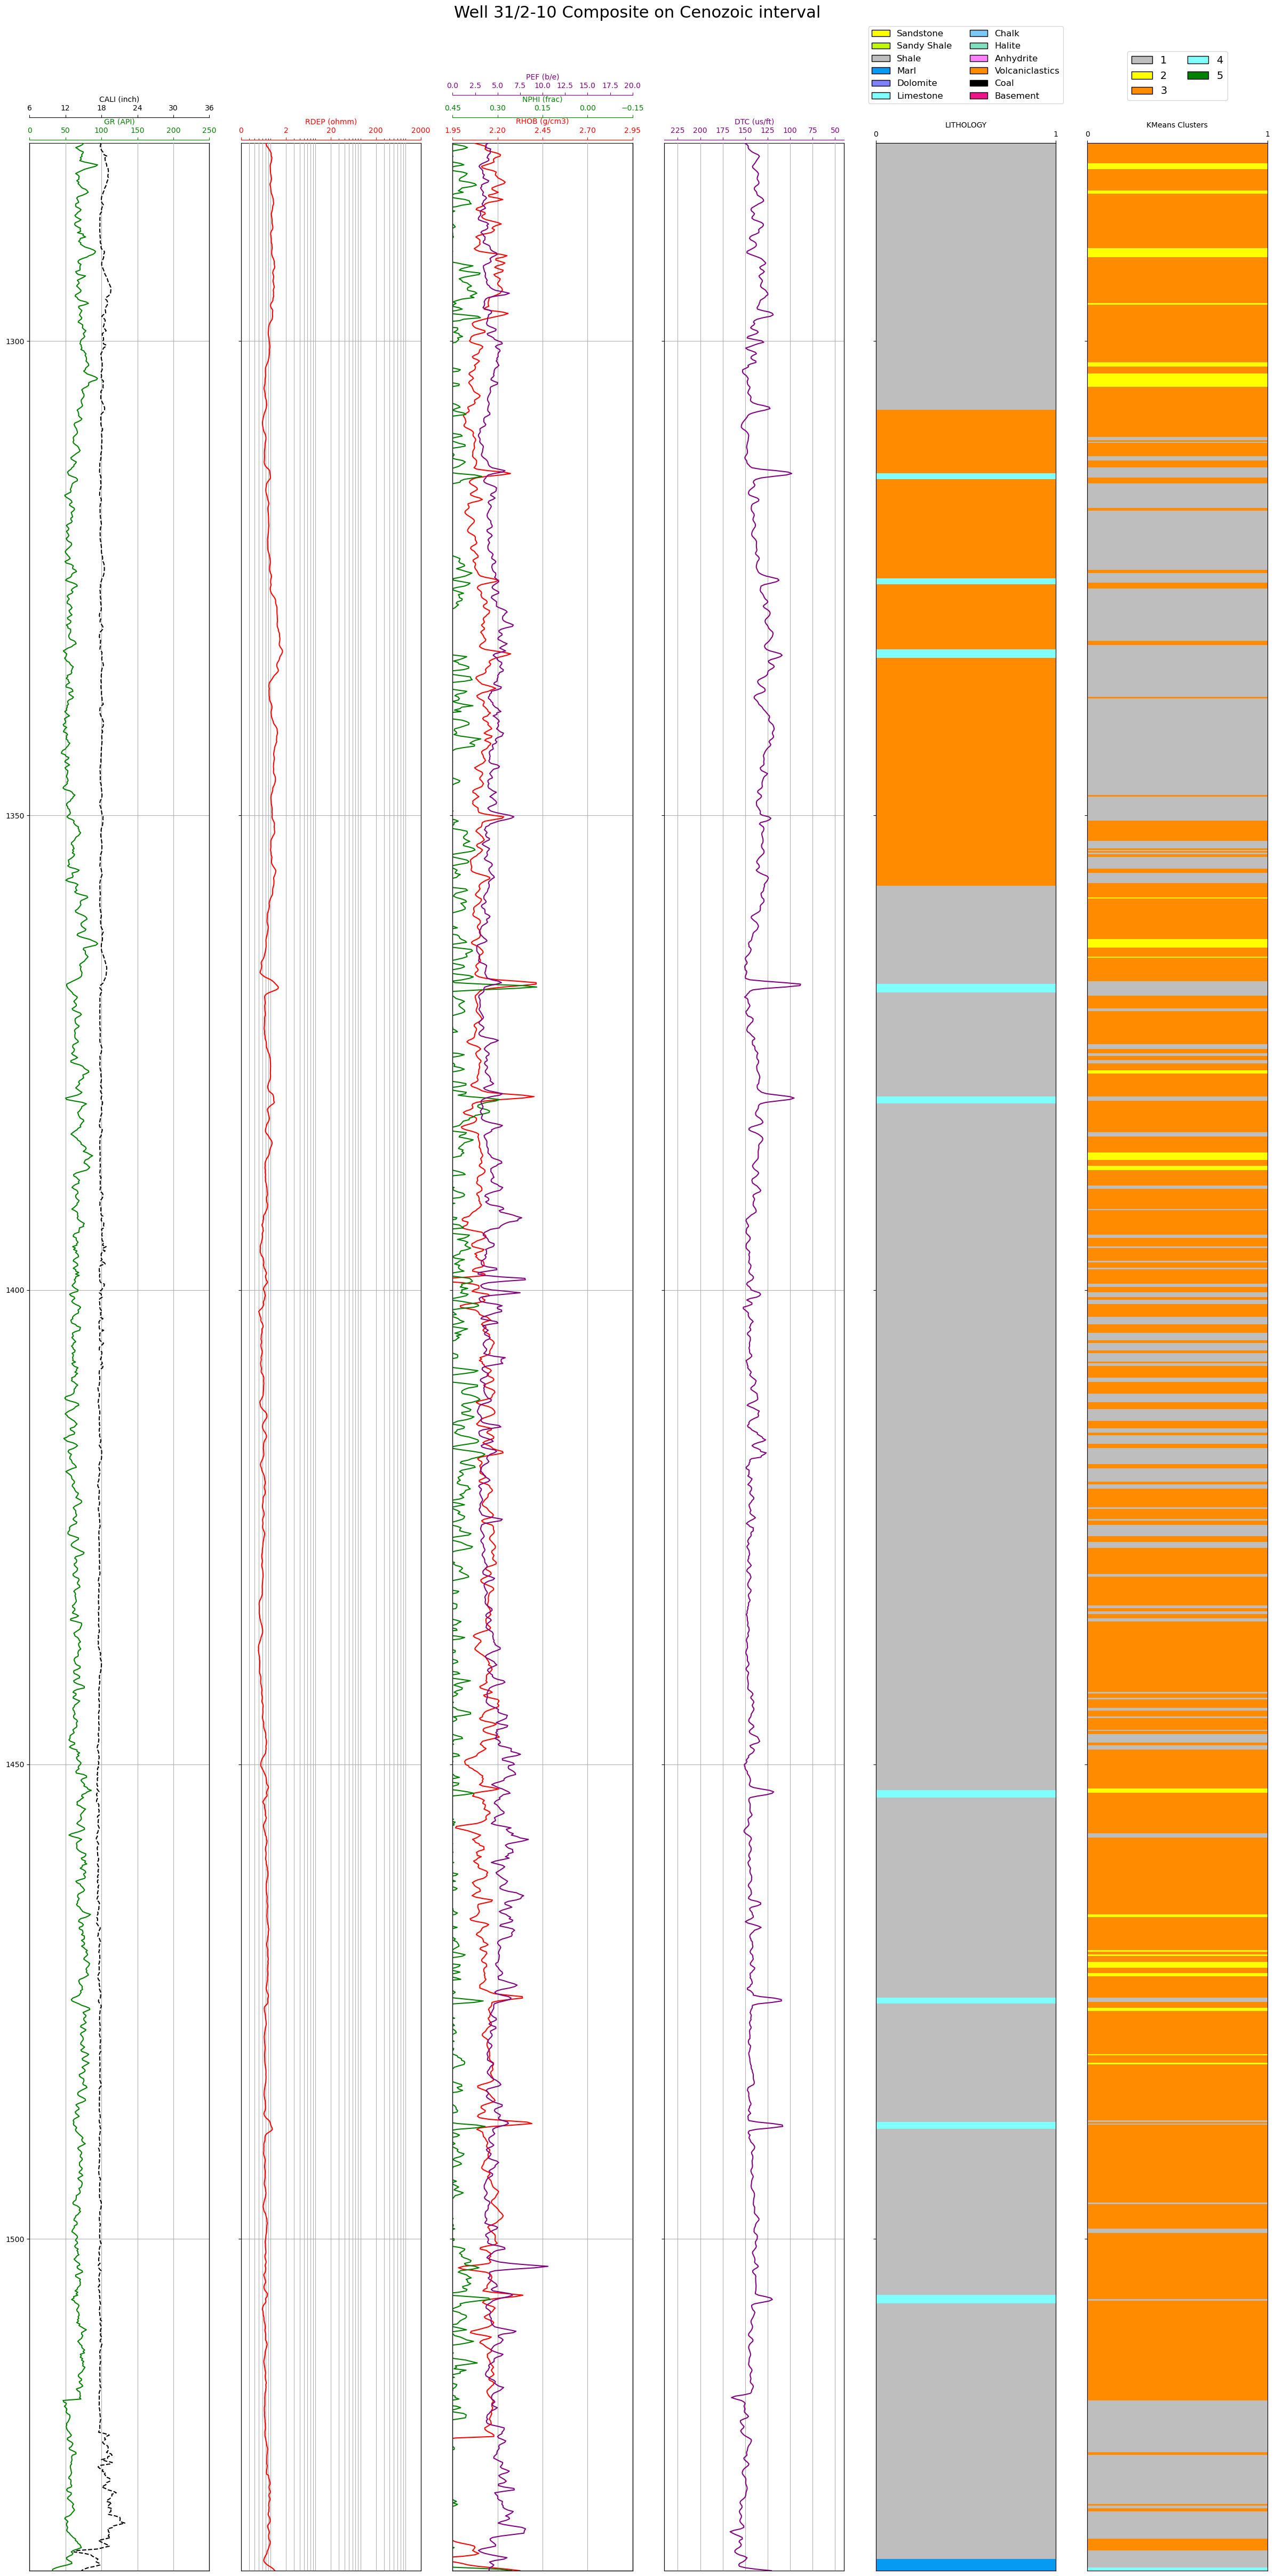 Well 31/2-10 Composite on Cenozoic interval
Sandstone Chalk
Sandy Shale Halite
Shale Anhydrite
Marl Volcaniclastics
Dolomite Coal
Limestone Basement
1 4
2 5
3
PEF (b/e)
0.0 2.5 5.0 7.5 10.0 12.5 15.0 17.5 20.0
CALI (inch)
6 12 18 24 30 36
NPHI (frac)
0.45 0.30 0.15 0.00 −0.15
GR (API)
0 50 100 150 200 250
RDEP (ohmm)
0 2 20 200 2000
RHOB (g/cm3)
1.95 2.20 2.45 2.70 2.95
DTC (us/ft)
225 200 175 150 125 100 75 50
LITHOLOGY
0 1
KMeans Clusters
0 1
1300
1350
1400
1450
1500